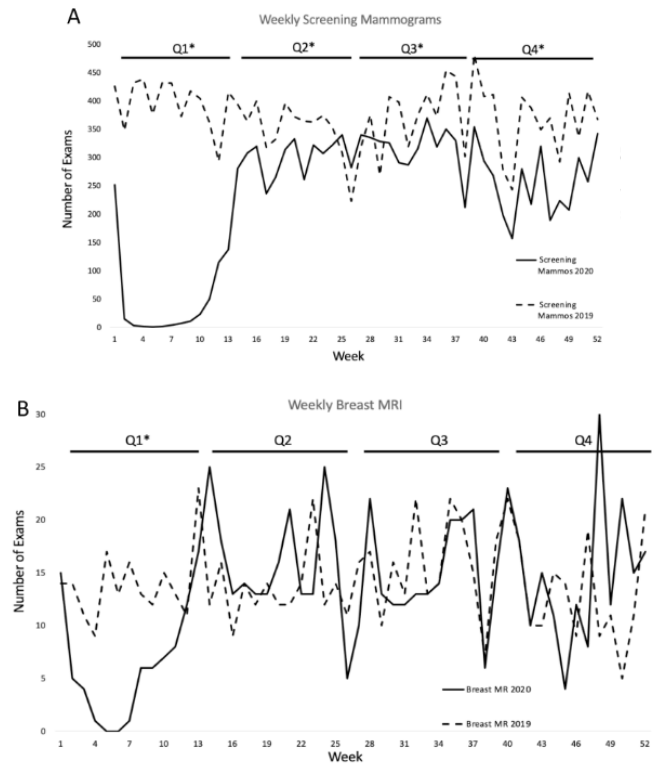 A
Weekly Screening Mammograms
500
450
400
350
300
250
200
150
100
50
0
Number of Exams
Q1* Q2* Q3* Q4*
Screening
Mammos 2020
Screening
Mammos 2019
1 4 7 10 13 16 19 22 25 28 31 34 37 40 43 46 49 52
Week
B
Weekly Breast MRI
30
25
20
15
10
5
0
Number of Exams
Q1* Q2 Q3 Q4
Breast MR 2020
Breast MR 2019
1 4 7 10 13 16 19 22 25 28 31 34 37 40 43 46 49 52
Week